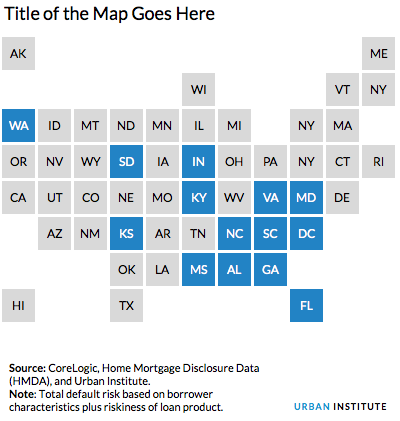 Title of the Map Goes Here
AK ME
WI VT NY
WA ID MT ND MN IL MI NY MA
OR NV WY SD IA IN OH PA NY CT RI
CA UT CO NE MO KY WV VA MD DE
AZ NM KS AR TN NC SC DC
OK LA MS AL GA
HI TX FL
Source: CoreLogic, Home Mortgage Disclosure Data
(HMDA), and Urban Institute.
Note: Total default risk based on borrower
characteristics plus riskiness of loan product.
URBAN INSTITUTE